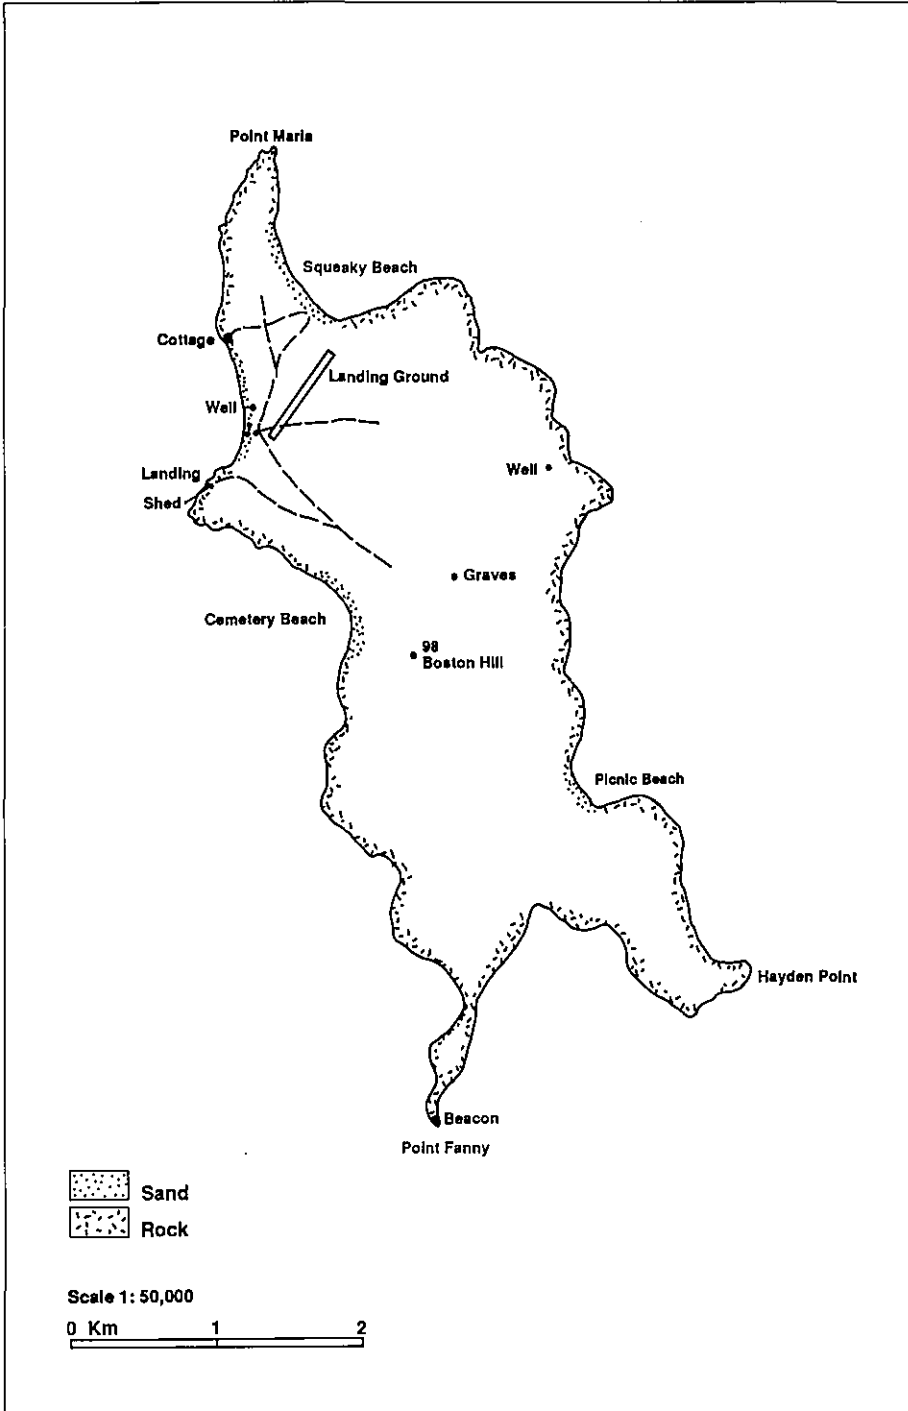 Point Maria
Squeaky Beach
Cottage
Landing Ground
Well
Well
Landing
Shed
Graves
Cemetery Beach
98
Boston Hill
Picnic Beach
Hayden Point
Beacon
Point Fanny
Sand
Rock
Scale 1: 50,000
0 Km 1 2